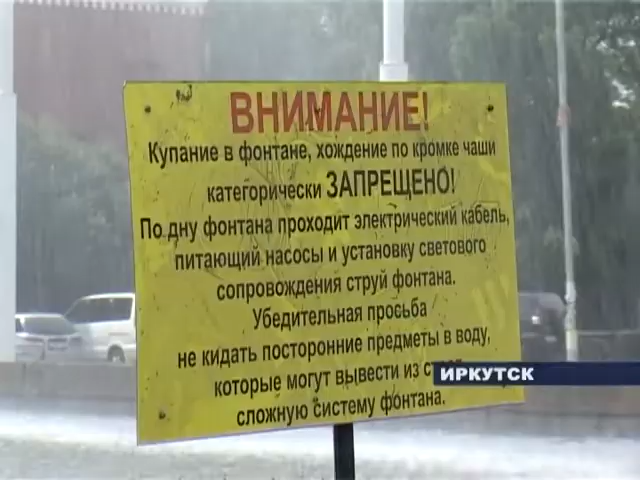 ВНИМАНИЕ!
Купание в фонтане, хождение по кромке чаши
категорически ЗАПРЕЩЕНО!
По дну фонтана проходит электрический кабель,
питающий насосы и установку светового
сопровождения струй фонтана.
Убедительная просьба
не кидать посторонние предметы в воду,
которые могут вывести из
сложную систему фонтана.
ИРКУТСК